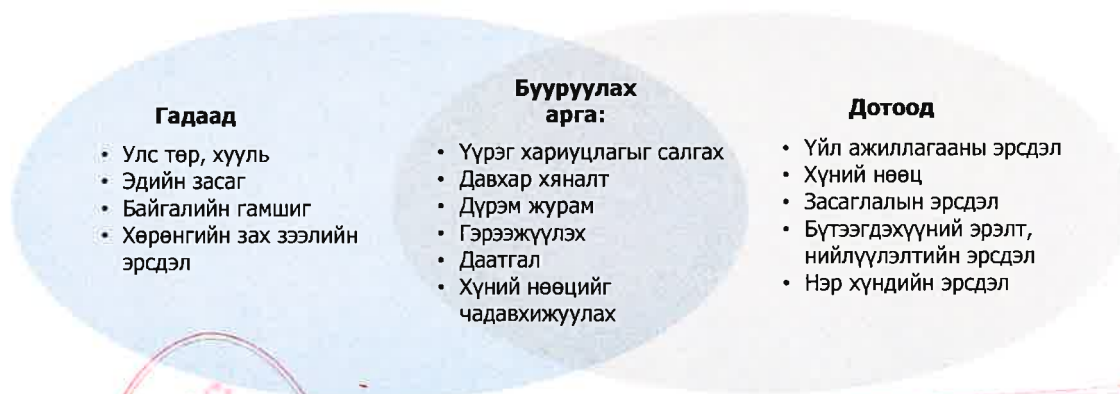 Гадаад
• Улс төр, хууль
• Эдийн засаг
• Байгалийн гамшиг
• Хөрөнгийн зах зээлийн
эрсдэл
Бууруулах
арга:
• Үүрэг хариуцлагыг салгах
• Давхар хяналт
• Дүрэм журам
• Гэрээжүүлэх
• Даатгал
• Хүний нөөцийг
чадавхижуулах
Дотоод
• Үйл ажиллагааны эрсдэл
• Хүний нөөц
• Засаглалын эрсдэл
• Бүтээгдэхүүний эрэлт,
нийлүүлэлтийн эрсдэл
• Нэр хүндийн эрсдэл